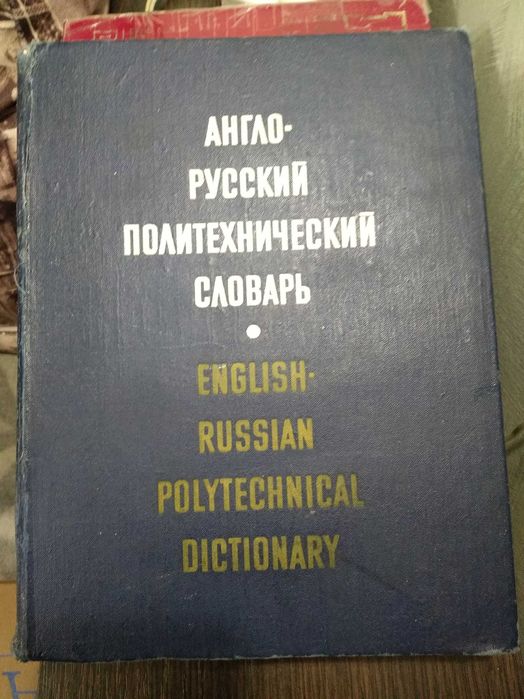 АНГЛО-
РУССКИЙ
ПОЛИТЕХНИЧЕСКИЙ
СЛОВАРЬ
ENGLISH-
RUSSIAN
POLYTECHNICAL
DICTIONARY